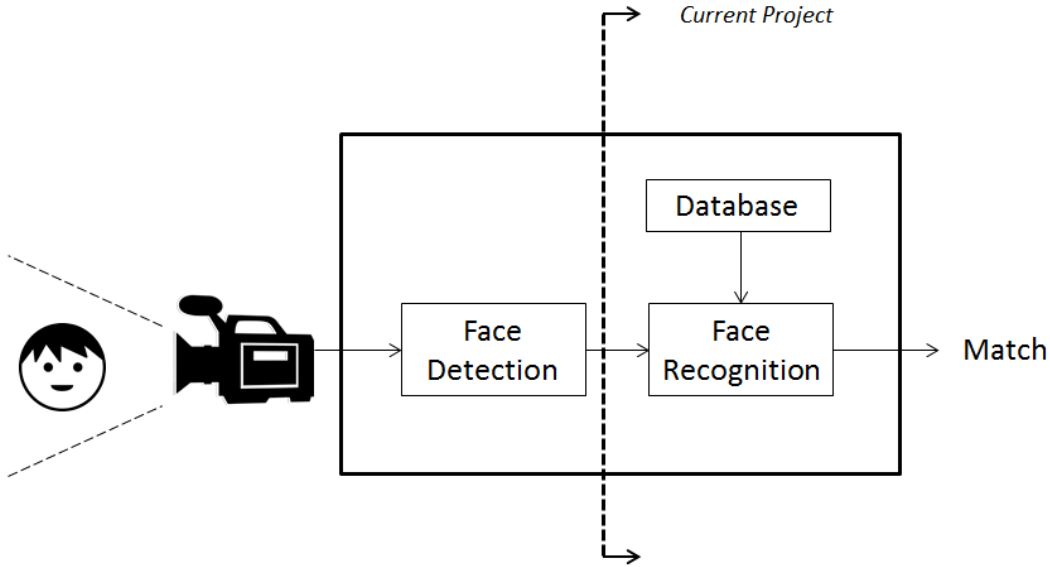 Current Project
Database
Face
Detection
Face
Recognition
Match